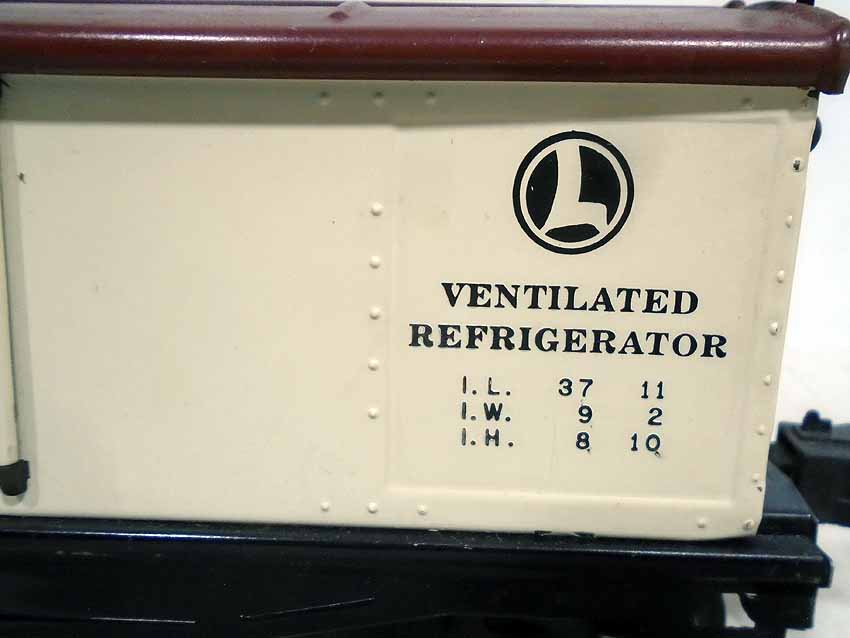 L
VENTILATED
REFRIGERATOR
I.L. 37 11
I.W. 9 2
I.H. 8 10